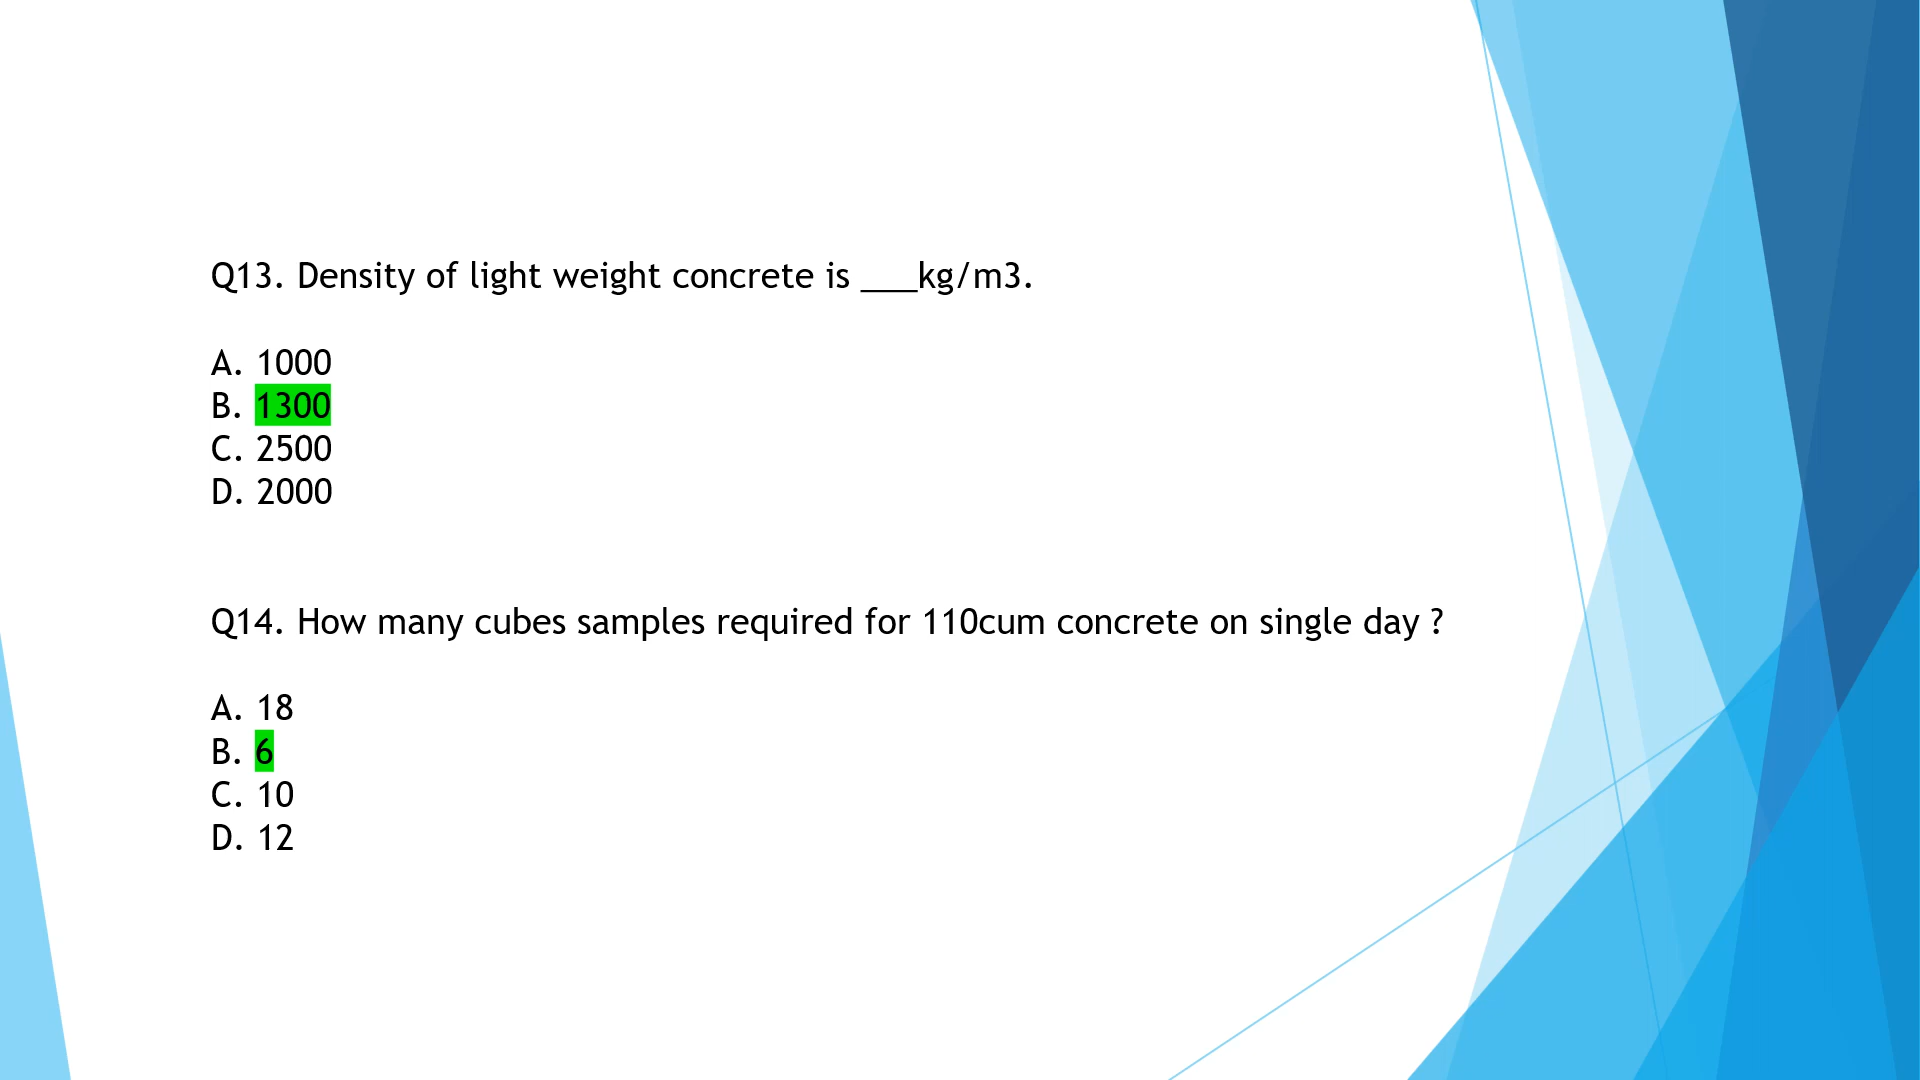 Q13. Density of light weight concrete is ___kg/m3.
A. 1000
B. 1300
C. 2500
D. 2000
Q14. How many cubes samples required for 110cum concrete on single day ?
A. 18
B. 6
C. 10
D. 12